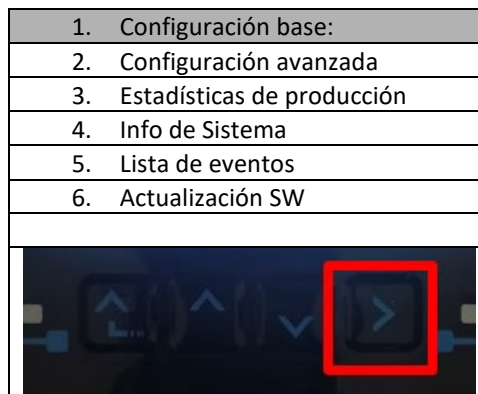 1. Configuración base:
2. Configuración avanzada
3. Estadísticas de producción
4. Info de Sistema
5. Lista de eventos
6. Actualización SW